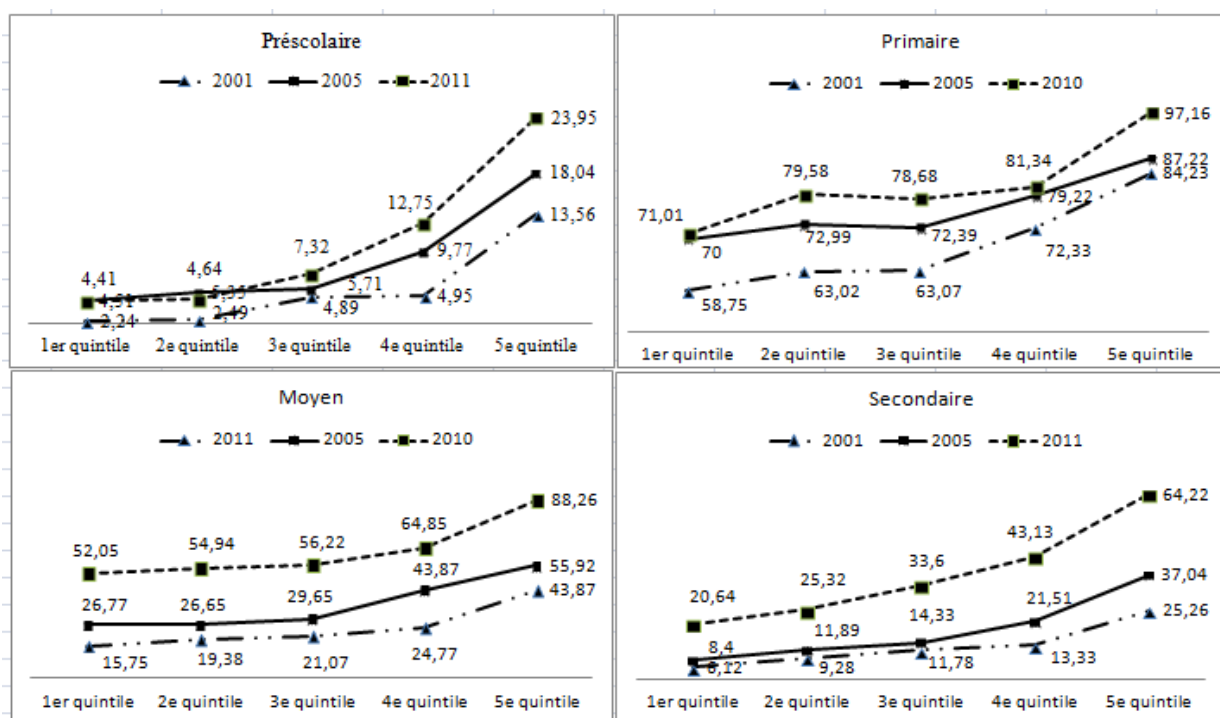 Préscolaire
2001 2005 2011
23,95
18,04
13,56
12,75
9,77
4,95
7,32
5,71
4,89
4,64
2,49
4,41
2,24
1er quintile 2e quintile 3e quintile 4e quintile 5e quintile
Primaire
2001 2005 2010
97,16
87,22
84,23
81,34
79,22
72,33
79,58 78,68
72,99 72,39
63,02 63,07
71,01
70
58,75
1er quintile 2e quintile 3e quintile 4e quintile 5e quintile
Moyen
2011 2005 2010
88,26
55,92
43,87
52,05 54,94 56,22 64,85
26,77 26,65 29,65 43,87
15,75 19,38 21,07 24,77
1er quintile 2e quintile 3e quintile 4e quintile 5e quintile
Secondaire
2001 2005 2011
64,22
37,04
25,26
20,64 25,32 33,6 43,13
8,4 11,89 14,33 21,51
9,28 11,78 13,33
1er quintile 2e quintile 3e quintile 4e quintile 5e quintile